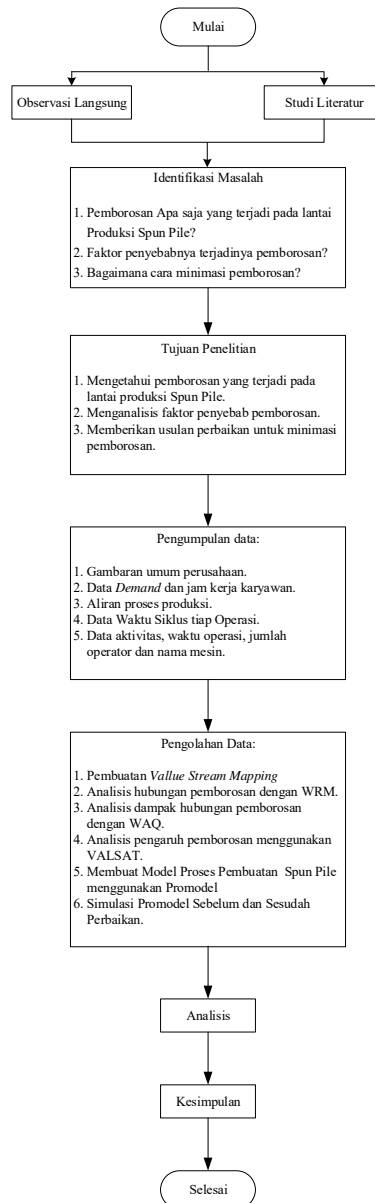 Mulai
Observasi Langsung
Studi Literatur
Identifikasi Masalah
1. Pemborosan Apa saja yang terjadi pada lantai
Produksi Spun Pile?
2. Faktor penyebabnya terjadinya pemborosan?
3. Bagaimana cara minimasi pemborosan?
Tujuan Penelitian
1. Mengetahui pemborosan yang terjadi pada
lantai produksi Spun Pile.
2. Menganalisis faktor penyebab pemborosan.
3. Memberikan usulan perbaikan untuk minimasi
pemborosan.
Pengumpulan data:
1. Gambaran umum perusahaan.
2. Data Demand dan jam kerja karyawan.
3. Aliran proses produksi.
4. Data Waktu Siklus tiap Operasi.
5. Data aktivitas, waktu operasi, jumlah
operator dan nama mesin.
Pengolahan Data:
1. Pembuatan Vallue Stream Mapping
2. Analisis hubungan pemborosan dengan WRM.
3. Analisis dampak hubungan pemborosan
dengan WAQ.
4. Analisis pengaruh pemborosan menggunakan
VALSAT.
5. Membuat Model Proses Pembuatan Spun Pile
menggunakan Promodel
6. Simulasi Promodel Sebelum dan Sesudah
Perbaikan.
Analisis
Kesimpulan
Selesai